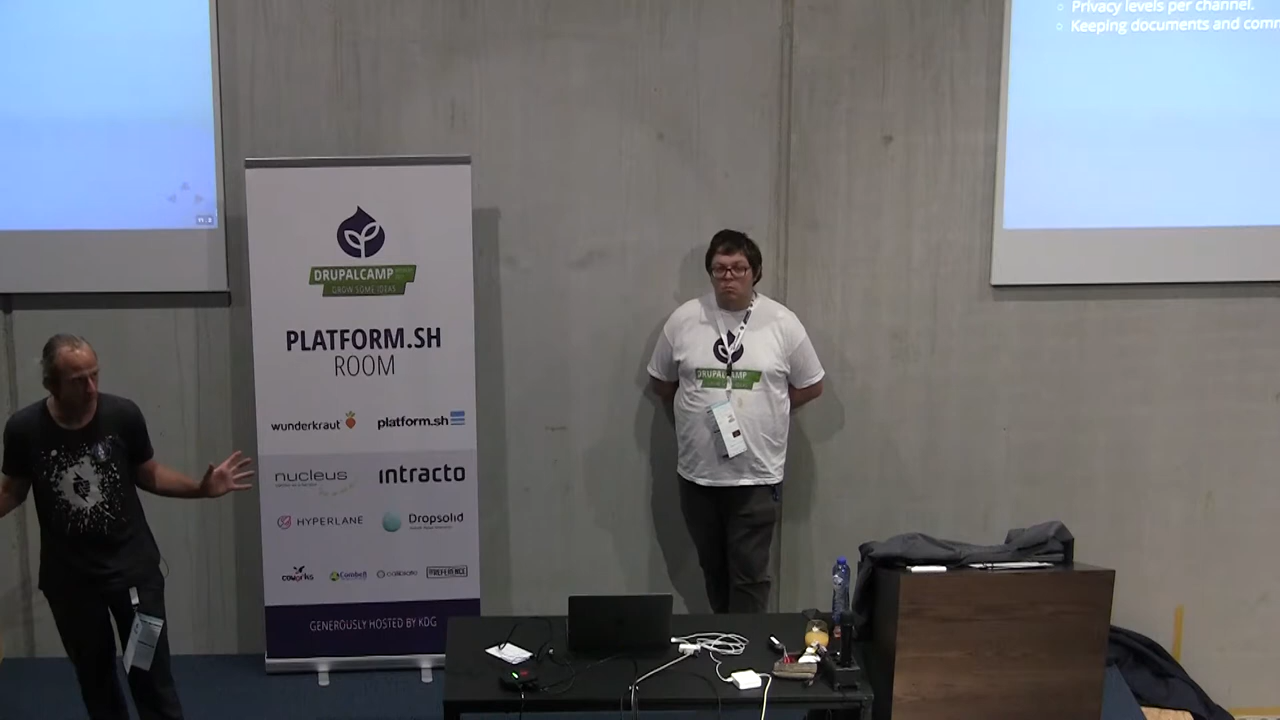 Privacy levels per channel.
Keeping documents and comm
DRUPALCAMP
GROW SOME IDEAS
PLATFORM.SH
ROOM
wunderkraut
platform.sh
nucleus
intracto
HYPERLANE
Dropsolid
coworks
Combell
calibrate
GENEROUSLY HOSTED BY KDG
DRUPALCAMP